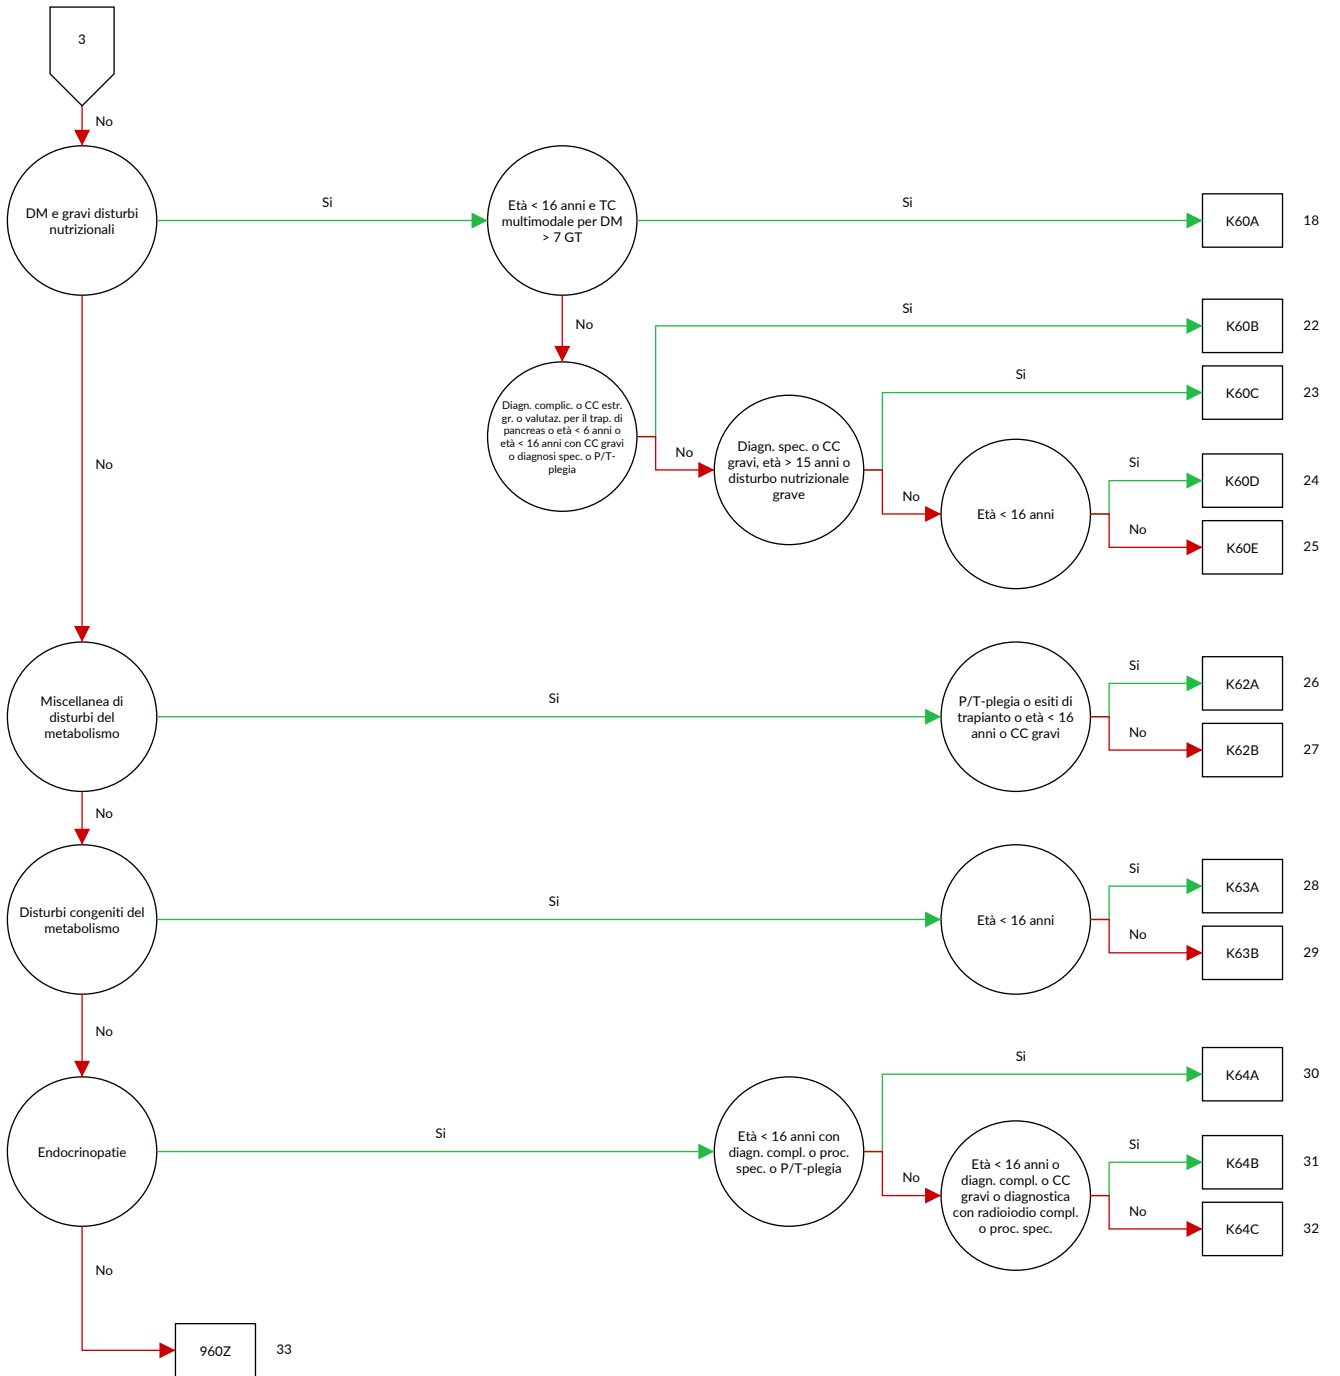 3
No
DM e gravi disturbi
nutrizionali
Si
Età < 16 anni e TC
multimodale per DM
> 7 GT
Si
K60A
18
No
Diagn. complic. o CC estr.
gr. o valutaz. per il trap. di
pancreas o età < 6 anni o
età < 16 anni con CC gravi
o diagnosi spec. o P/T-
plegia
Si
K60B
22
No
Diagn. spec. o CC
gravi, età > 15 anni o
disturbo nutrizionale
grave
Si
K60C
23
No
Età < 16 anni
Si
K60D
24
No
K60E
25
No
Miscellanea di
disturbi del
metabolismo
Si
P/T-plegia o esiti di
trapianto o età < 16
anni o CC gravi
Si
K62A
26
No
K62B
27
No
Disturbi congeniti del
metabolismo
Si
Età < 16 anni
Si
K63A
28
No
K63B
29
No
Endocrinopatie
Si
Età < 16 anni con
diagn. compl. o proc.
spec. o P/T-plegia
Si
K64A
30
No
Età < 16 anni o
diagn. compl. o CC
gravi o diagnostica
con radioiodio compl.
o proc. spec.
Si
K64B
31
No
K64C
32
No
960Z
33